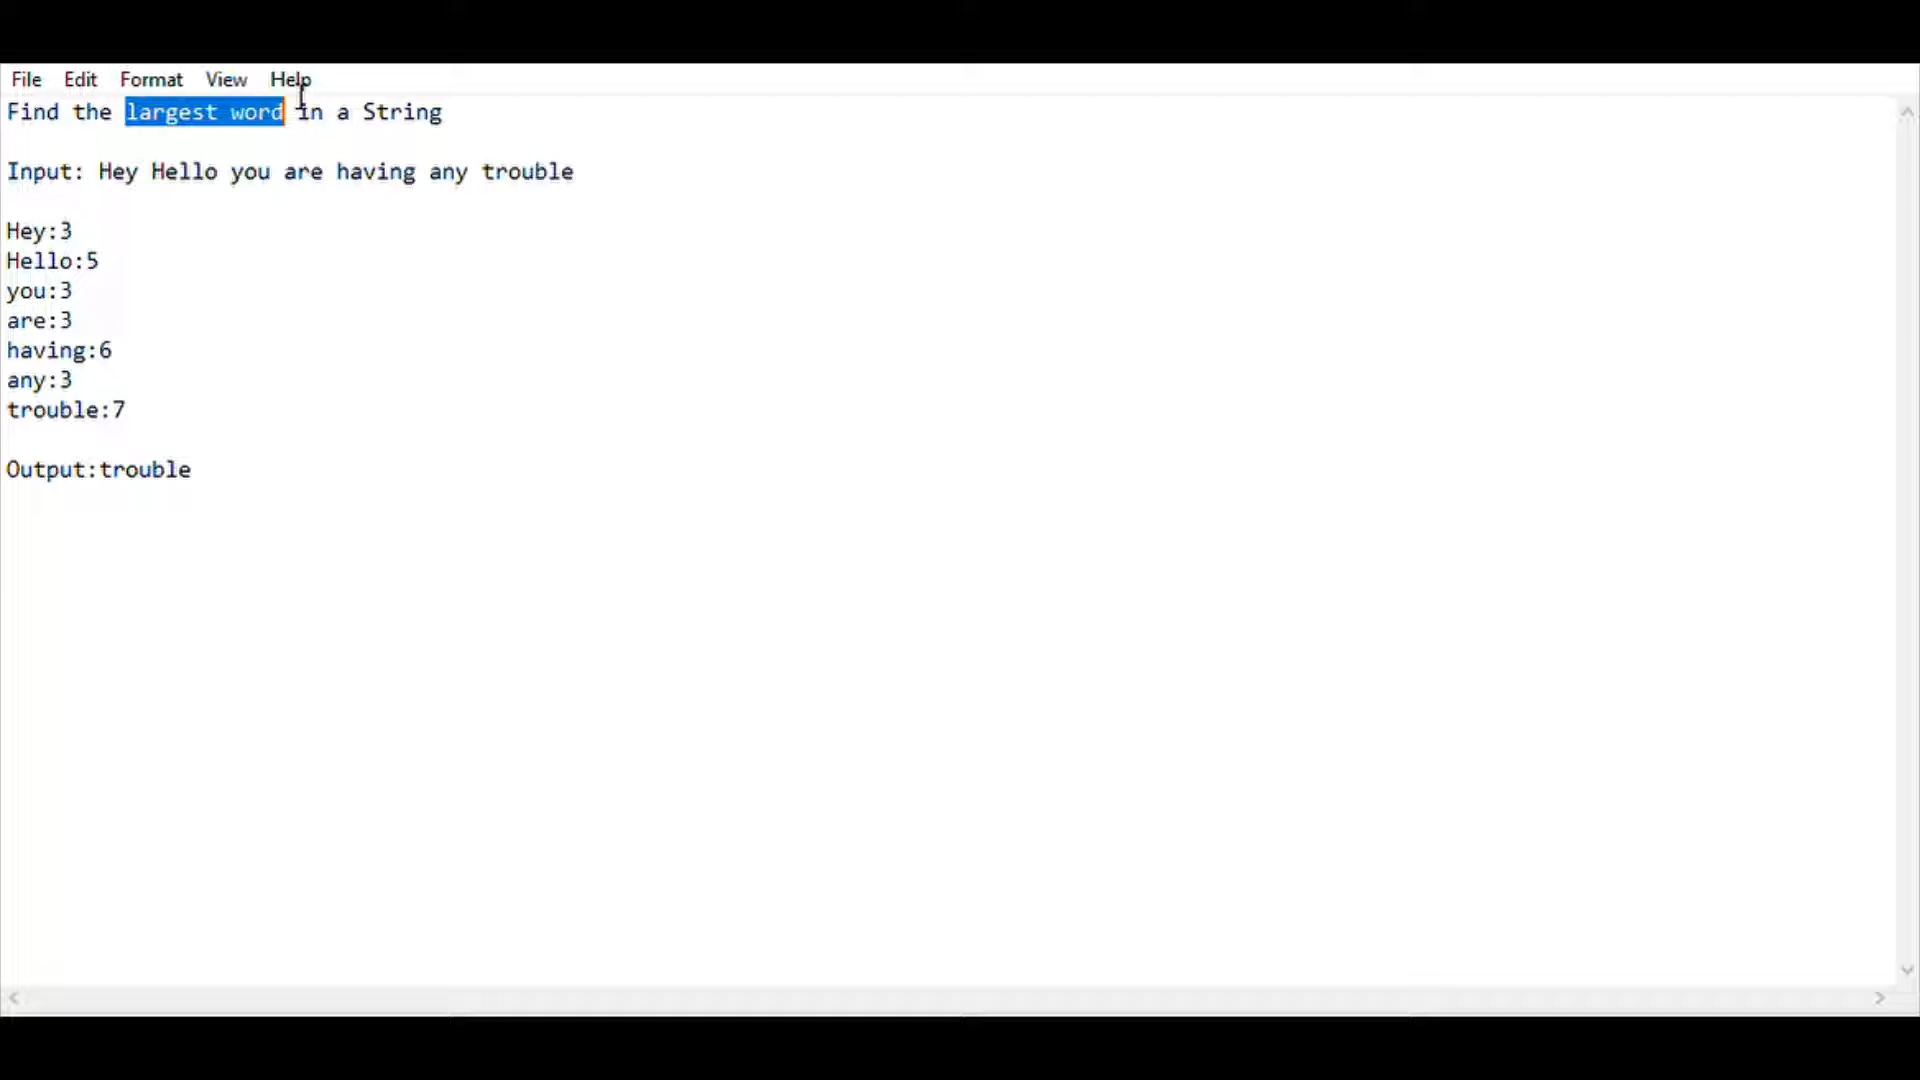 File Edit Format View Help
Find the largest word in a String
Input: Hey Hello you are having any trouble
Hey:3
Hello:5
you:3
are:3
having:6
any:3
trouble:7
Output:trouble